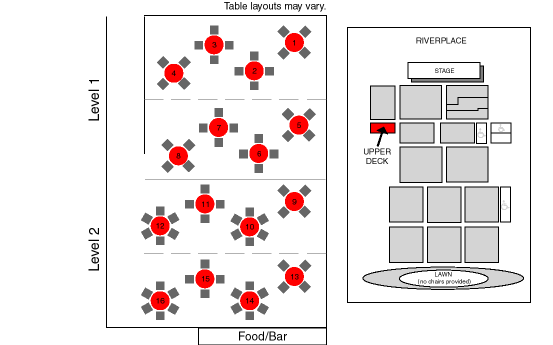 Table layouts may vary.
Level 1
1
3
4
2
5
7
8
6
Level 2
9
11
12
10
13
15
16
14
Food/Bar
RIVERPLACE
STAGE
UPPER
DECK
LAWN
(no chairs provided)